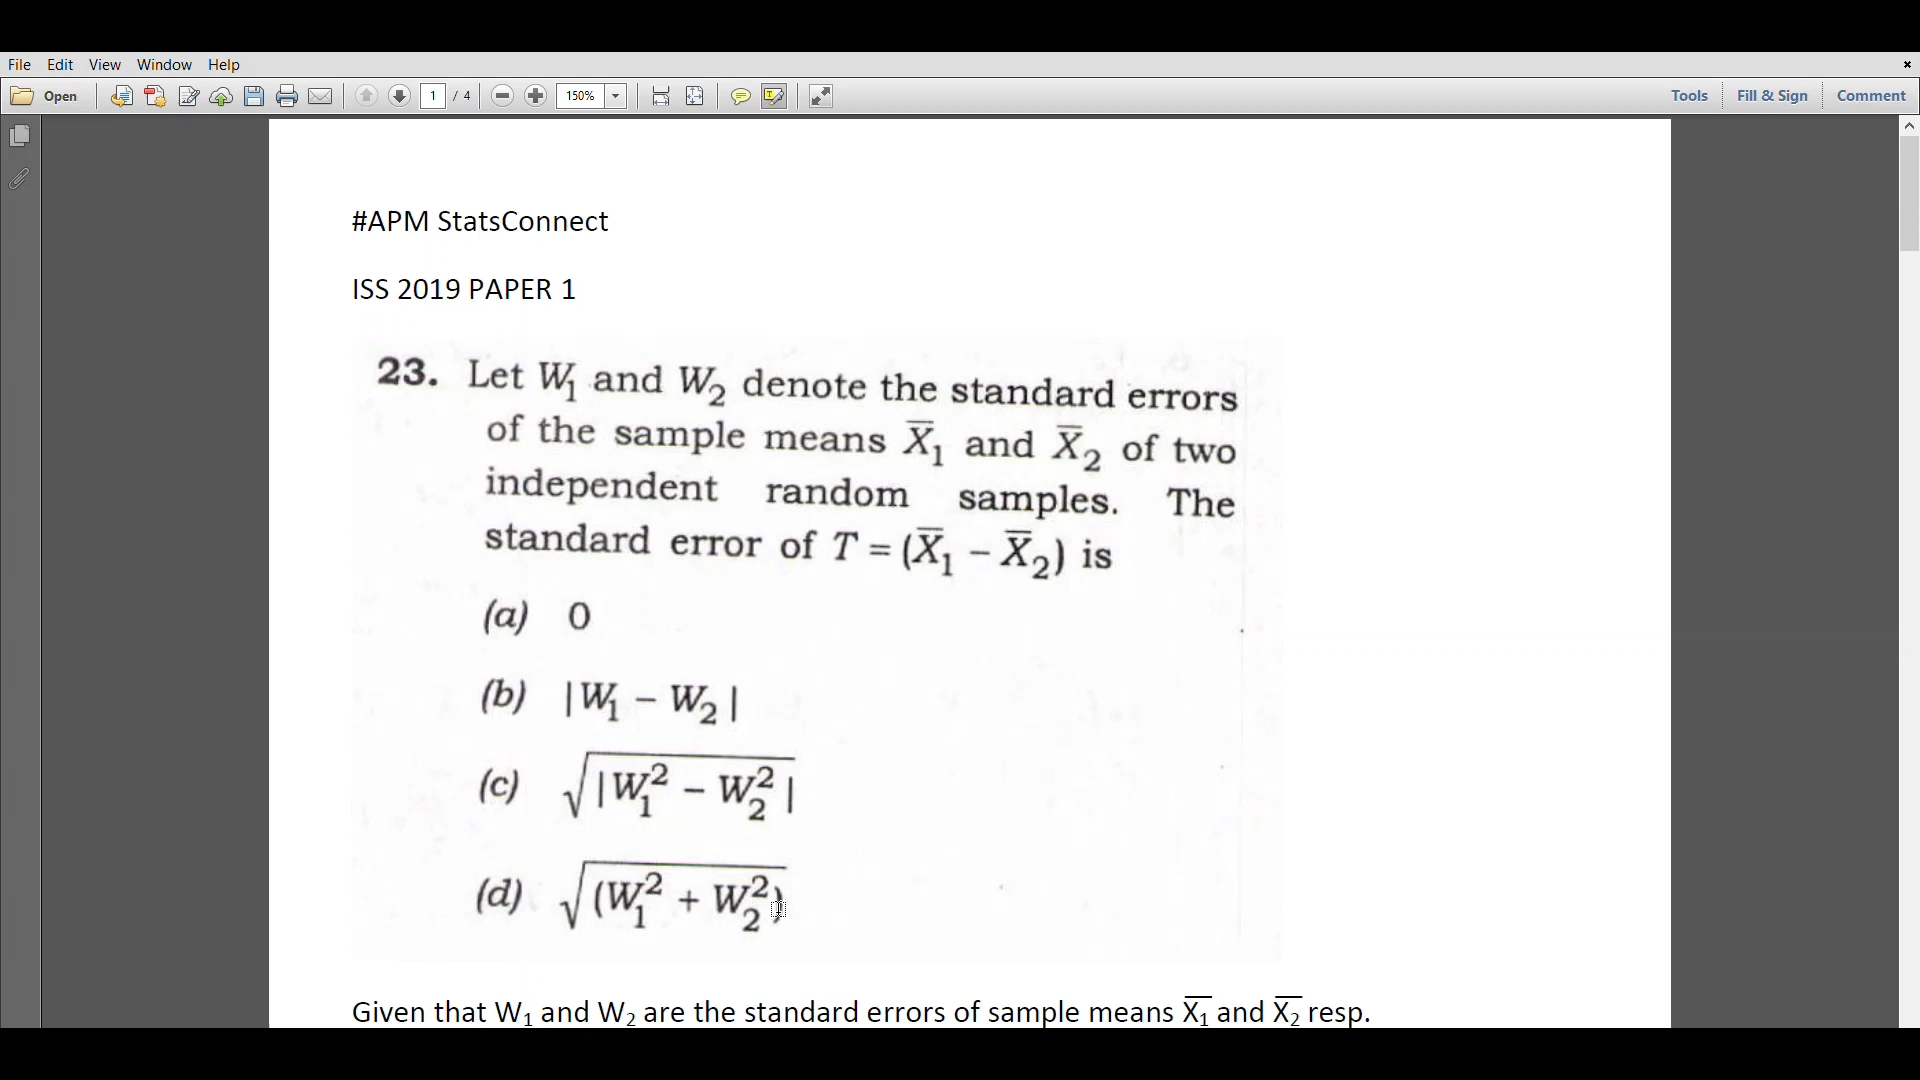 File Edit View Window Help
Open 1 / 4 150% Tools Fill & Sign Comment
#APM StatsConnect
ISS 2019 PAPER 1
23. Let W₁ and W₂ denote the standard errors
of the sample means X̅₁ and X̅₂ of two
independent random samples. The
standard error of T = (X̅₁ − X̅₂) is
(a) 0
(b) |W₁ − W₂|
(c) √|W₁² − W₂²|
(d) √(W₁² + W₂²)
Given that W₁ and W₂ are the standard errors of sample means X̅₁ and X̅₂ resp.